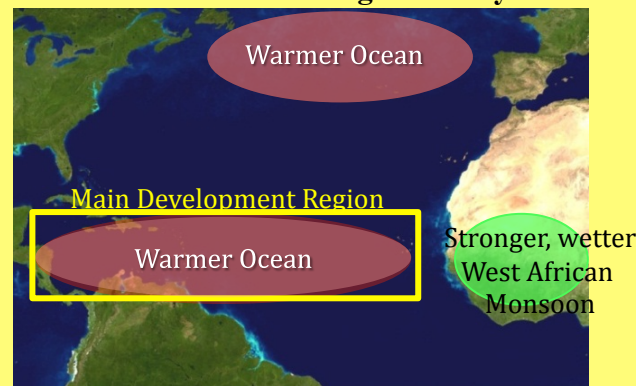 Warmer Ocean
Main Development Region
Warmer Ocean
Stronger, wetter
West African
Monsoon